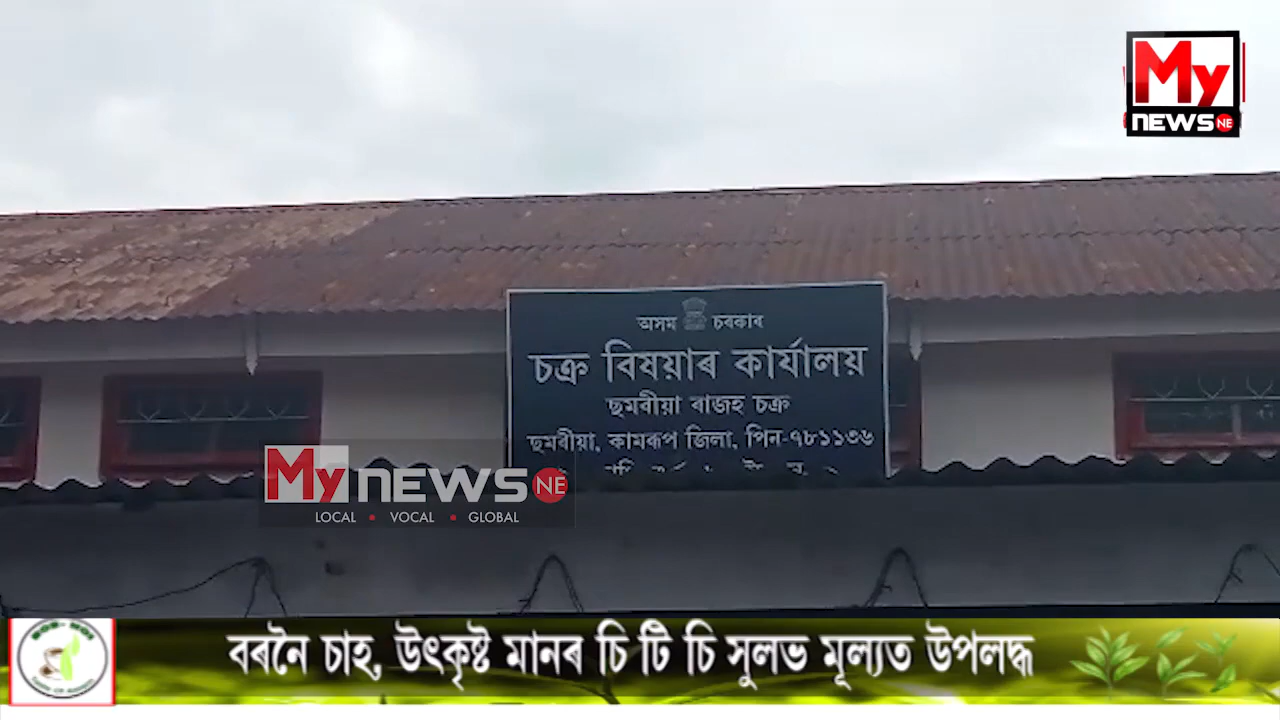 My
NEWS NE
অসম চৰকাৰ
চক্ৰ বিষয়াৰ কাৰ্যালয়
ছমৰীয়া ৰাজহ চক্ৰ
ছমৰীয়া, কামৰূপ জিলা, পিন-৭৮১১৩৬
My NEWS NE
LOCAL • VOCAL • GLOBAL
বৰনৈ চাহ, উৎকৃষ্ট মানৰ চি টি চি সুলভ মূল্যত উপলদ্ধ